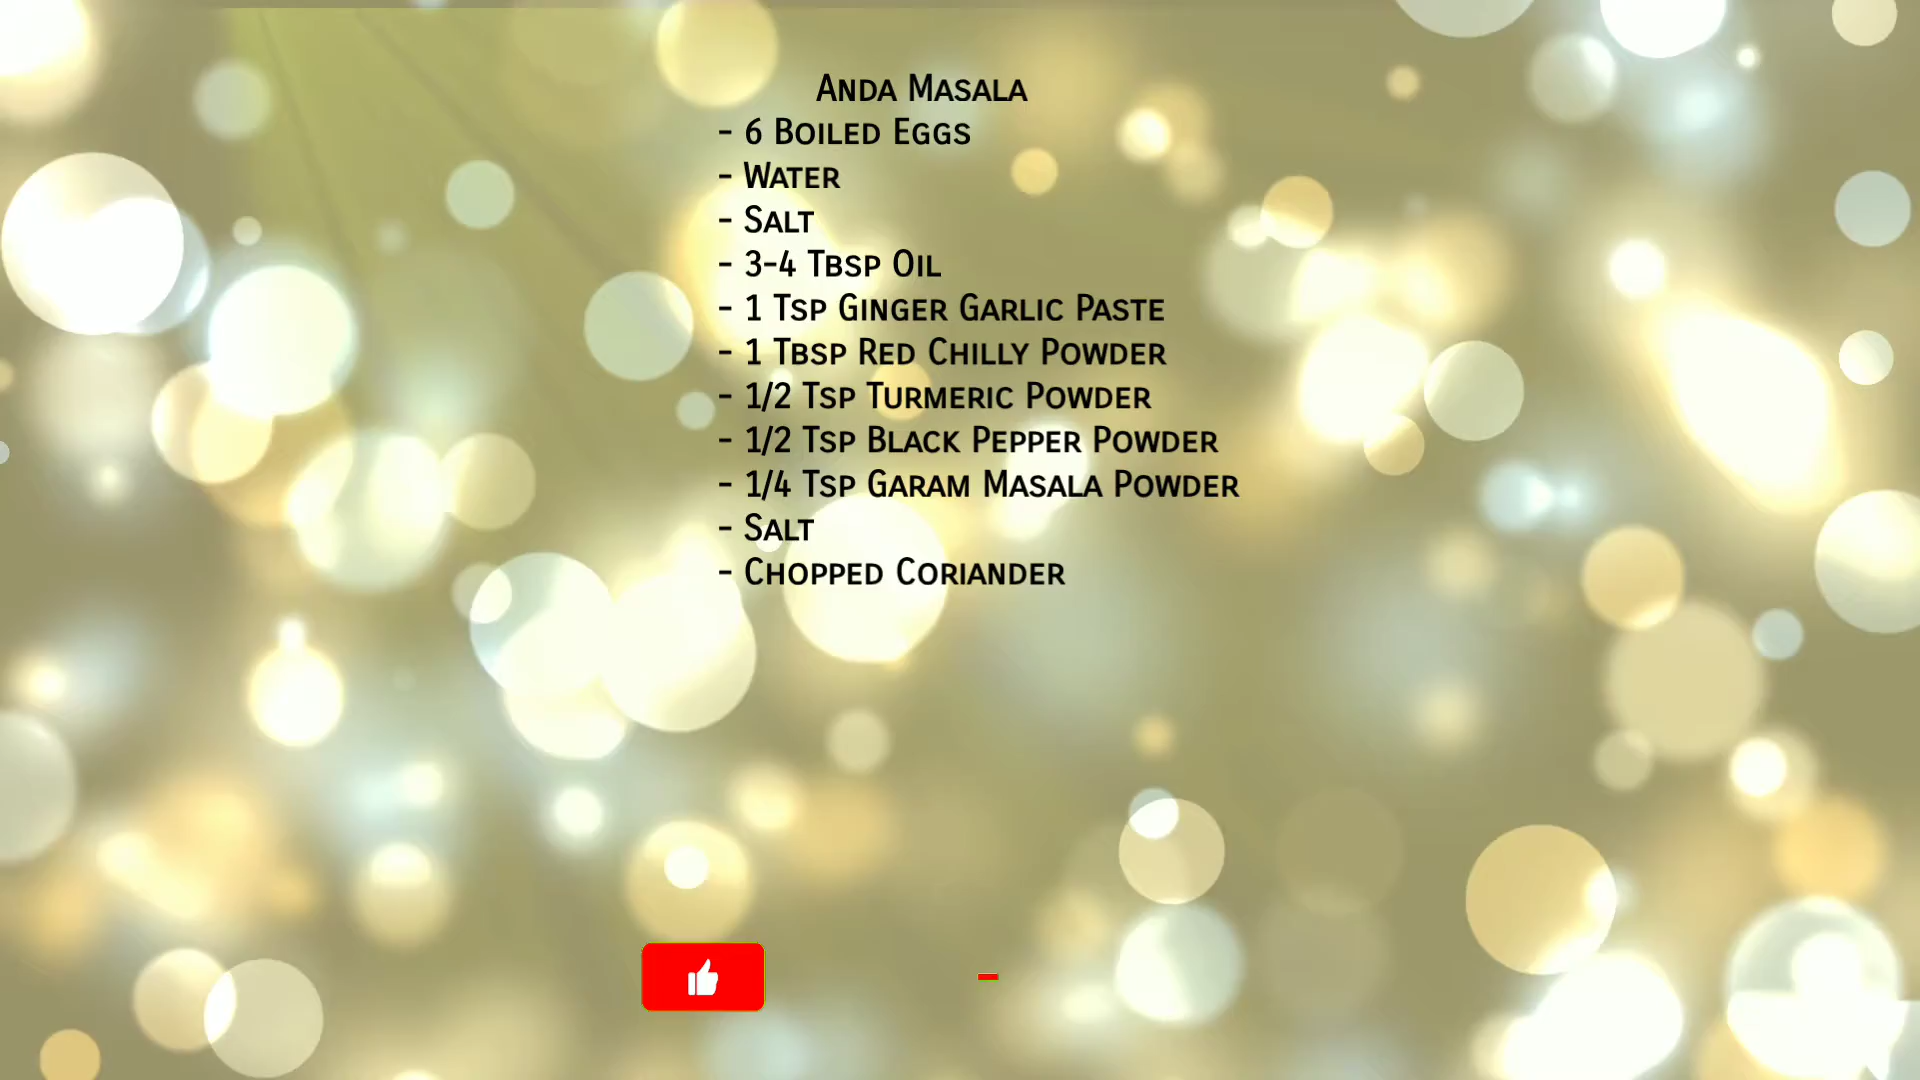 Anda Masala
- 6 Boiled Eggs
- Water
- Salt
- 3-4 Tbsp Oil
- 1 Tsp Ginger Garlic Paste
- 1 Tbsp Red Chilly Powder
- 1/2 Tsp Turmeric Powder
- 1/2 Tsp Black Pepper Powder
- 1/4 Tsp Garam Masala Powder
- Salt
- Chopped Coriander